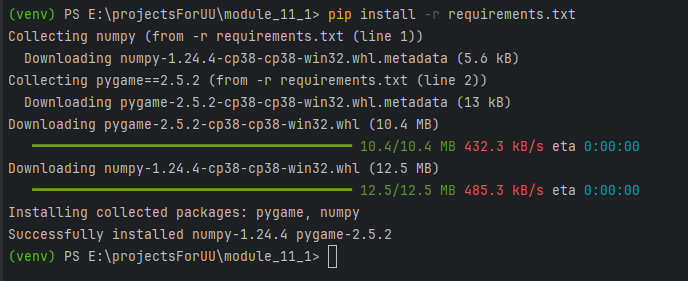 (venv) PS E:\projectsForUU\module_11_1> pip install -r requirements.txt
Collecting numpy (from -r requirements.txt (line 1))
  Downloading numpy-1.24.4-cp38-cp38-win32.whl.metadata (5.6 kB)
Collecting pygame==2.5.2 (from -r requirements.txt (line 2))
  Downloading pygame-2.5.2-cp38-cp38-win32.whl.metadata (13 kB)
Downloading pygame-2.5.2-cp38-cp38-win32.whl (10.4 MB)
10.4/10.4 MB 432.3 kB/s eta 0:00:00
Downloading numpy-1.24.4-cp38-cp38-win32.whl (12.5 MB)
12.5/12.5 MB 485.3 kB/s eta 0:00:00
Installing collected packages: pygame, numpy
Successfully installed numpy-1.24.4 pygame-2.5.2
(venv) PS E:\projectsForUU\module_11_1>